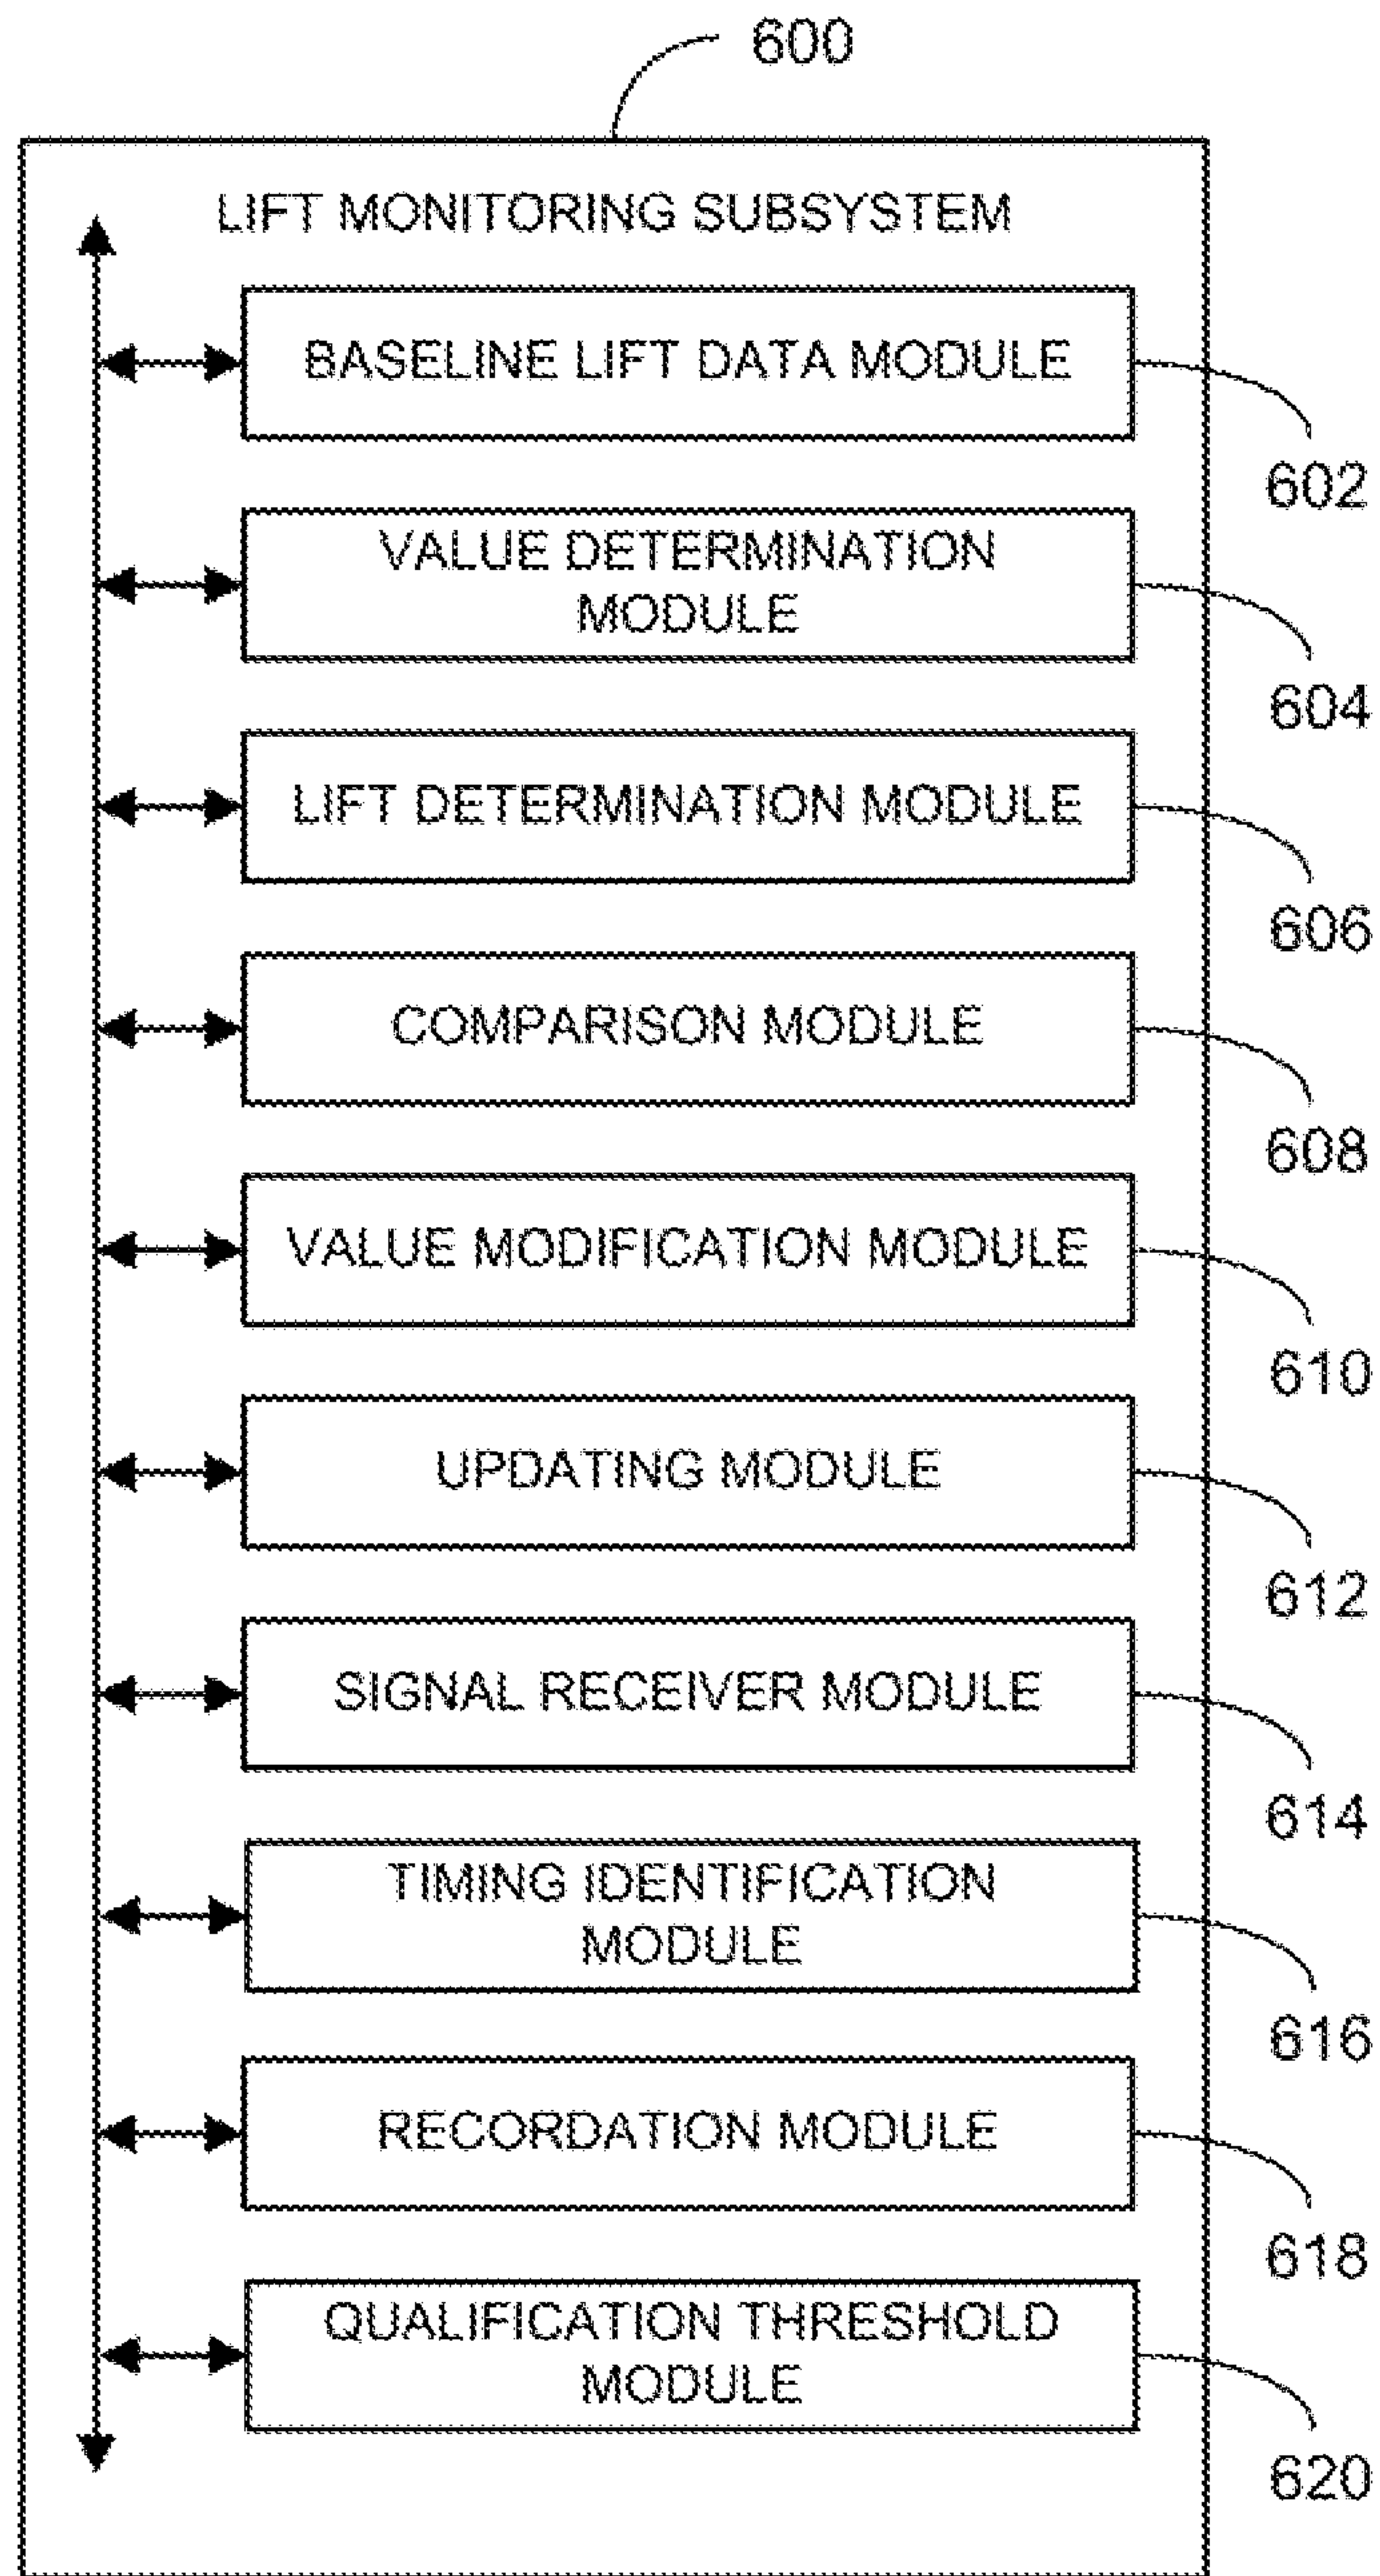 600
LIFT MONITORING SUBSYSTEM
BASELINE LIFT DATA MODULE
602
VALUE DETERMINATION
MODULE
604
LIFT DETERMINATION MODULE
606
COMPARISON MODULE
608
VALUE MODIFICATION MODULE
610
UPDATING MODULE
612
SIGNAL RECEIVER MODULE
614
TIMING IDENTIFICATION
MODULE
616
RECORDATION MODULE
618
QUALIFICATION THRESHOLD
MODULE
620